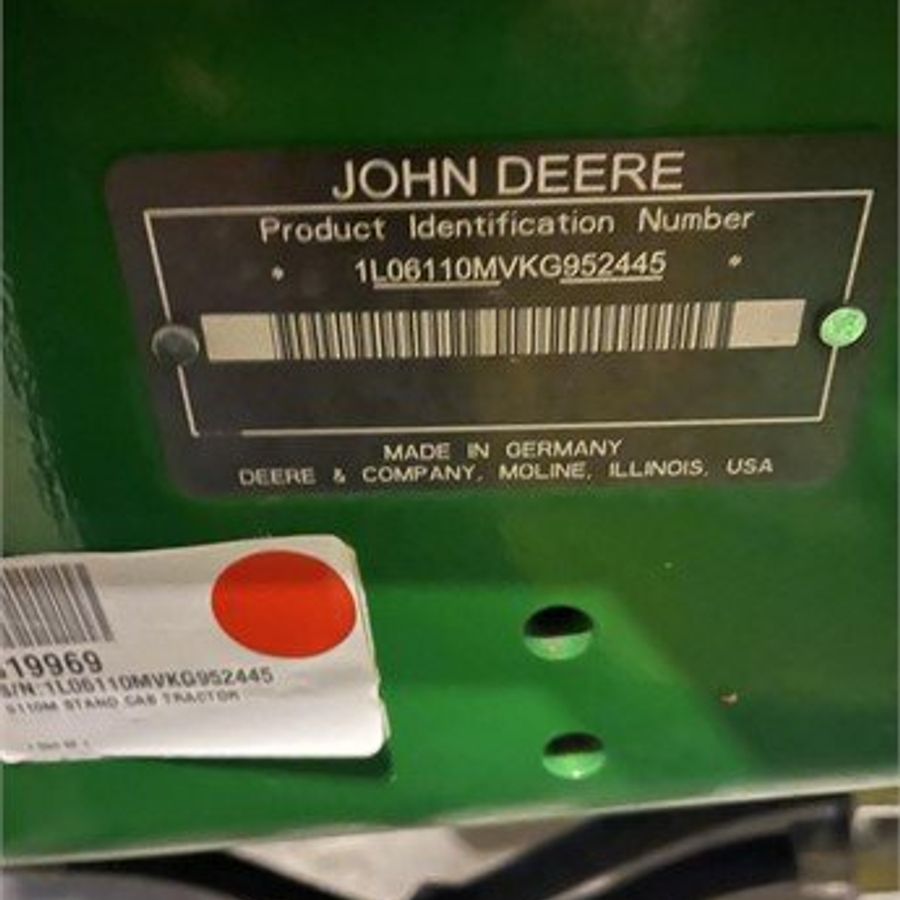 JOHN DEERE
Product Identification Number
* 1L06110MVKG952445 *
MADE IN GERMANY
DEERE & COMPANY, MOLINE, ILLINOIS, USA
19969
S/N:1L06110MVKG952445
6110M STAND CAB TRACTOR